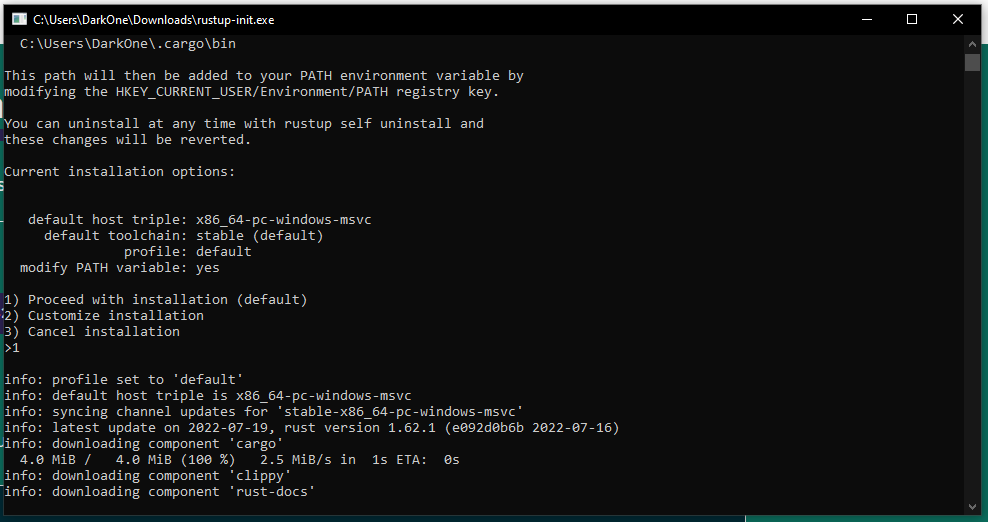 C:\Users\DarkOne\Downloads\rustup-init.exe
C:\Users\DarkOne\.cargo\bin
This path will then be added to your PATH environment variable by
modifying the HKEY_CURRENT_USER/Environment/PATH registry key.
You can uninstall at any time with rustup self uninstall and
these changes will be reverted.
Current installation options:
default host triple: x86_64-pc-windows-msvc
default toolchain: stable (default)
profile: default
modify PATH variable: yes
1) Proceed with installation (default)
2) Customize installation
3) Cancel installation
>1
info: profile set to 'default'
info: default host triple is x86_64-pc-windows-msvc
info: syncing channel updates for 'stable-x86_64-pc-windows-msvc'
info: latest update on 2022-07-19, rust version 1.62.1 (e092d0b6b 2022-07-16)
info: downloading component 'cargo'
4.0 MiB /   4.0 MiB (100 %)   2.5 MiB/s in  1s ETA:  0s
info: downloading component 'clippy'
info: downloading component 'rust-docs'